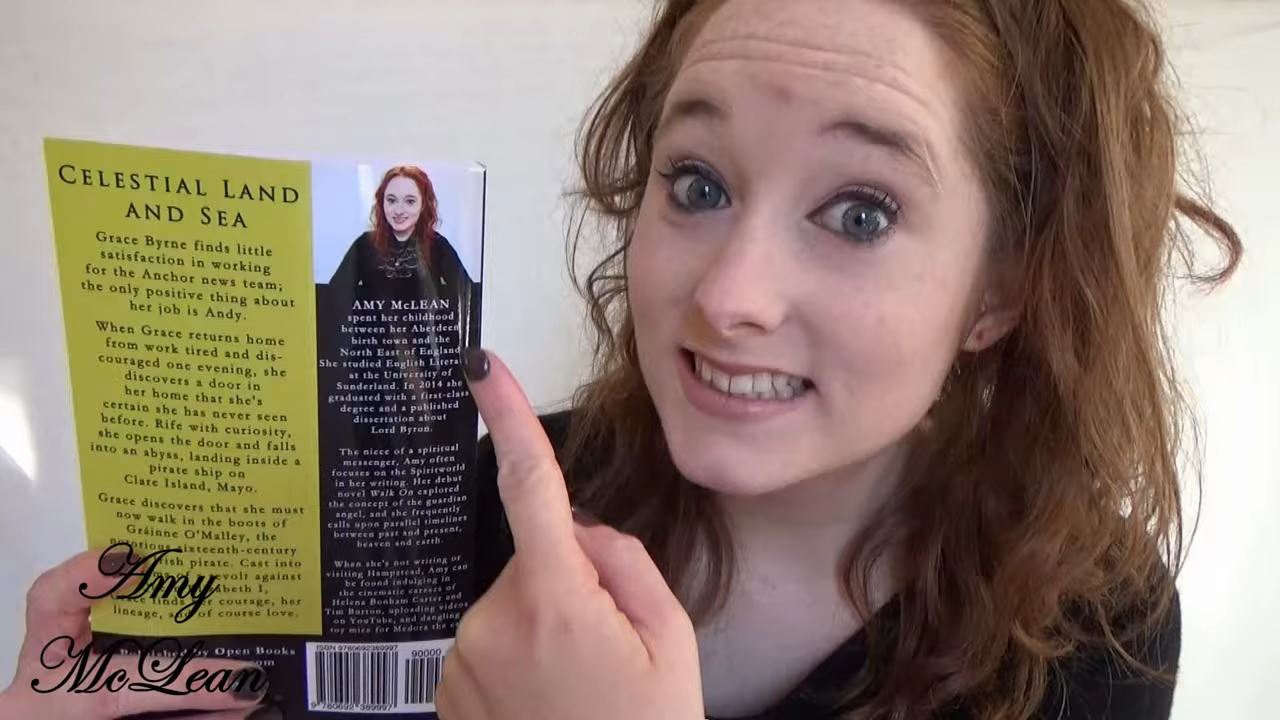 CELESTIAL LAND
AND SEA
Grace Byrne finds little
satisfaction in working
for the Anchor news team;
the only positive thing about
her job is Andy.
When Grace returns home
from work tired and dis-
couraged one evening, she
discovers a door in
her home that she's
certain she has never seen
before. Rife with curiosity,
she opens the door and falls
into an abyss, landing inside a
pirate ship on
Clare Island, Mayo.
Grace discovers that she must
now walk in the boots of
Gráinne O'Malley, the
notorious sixteenth-century
pirate. Cast into
revolt against
Grace finds her courage, her
lineage, of course love.
AMY McLEAN
spent her childhood
between her Aberdeen
birth town and the
North East of England
She studied English
at the University of
Sunderland. In 2014 she
graduated with a first-class
degree and a published
dissertation about
Lord Byron.
The niece of a spiritual
messenger, Amy often
focuses on the Spiritworld
in her writing. Her debut
novel Walk On explored
the concept of the guardian
angel, and she frequently
calls upon parallel timelines
between past and present,
heaven and earth.
When she's not writing or
visiting Hampstead, Amy can
be found indulging in
the cinematic careers of
Helena Bonham Carter and
Tim Burton, uploading videos
on YouTube, and dangling
toy mice for Medora the
Published by Open Books
ISBN 9780692389997
90000
9 780692 389997
Amy
McLean